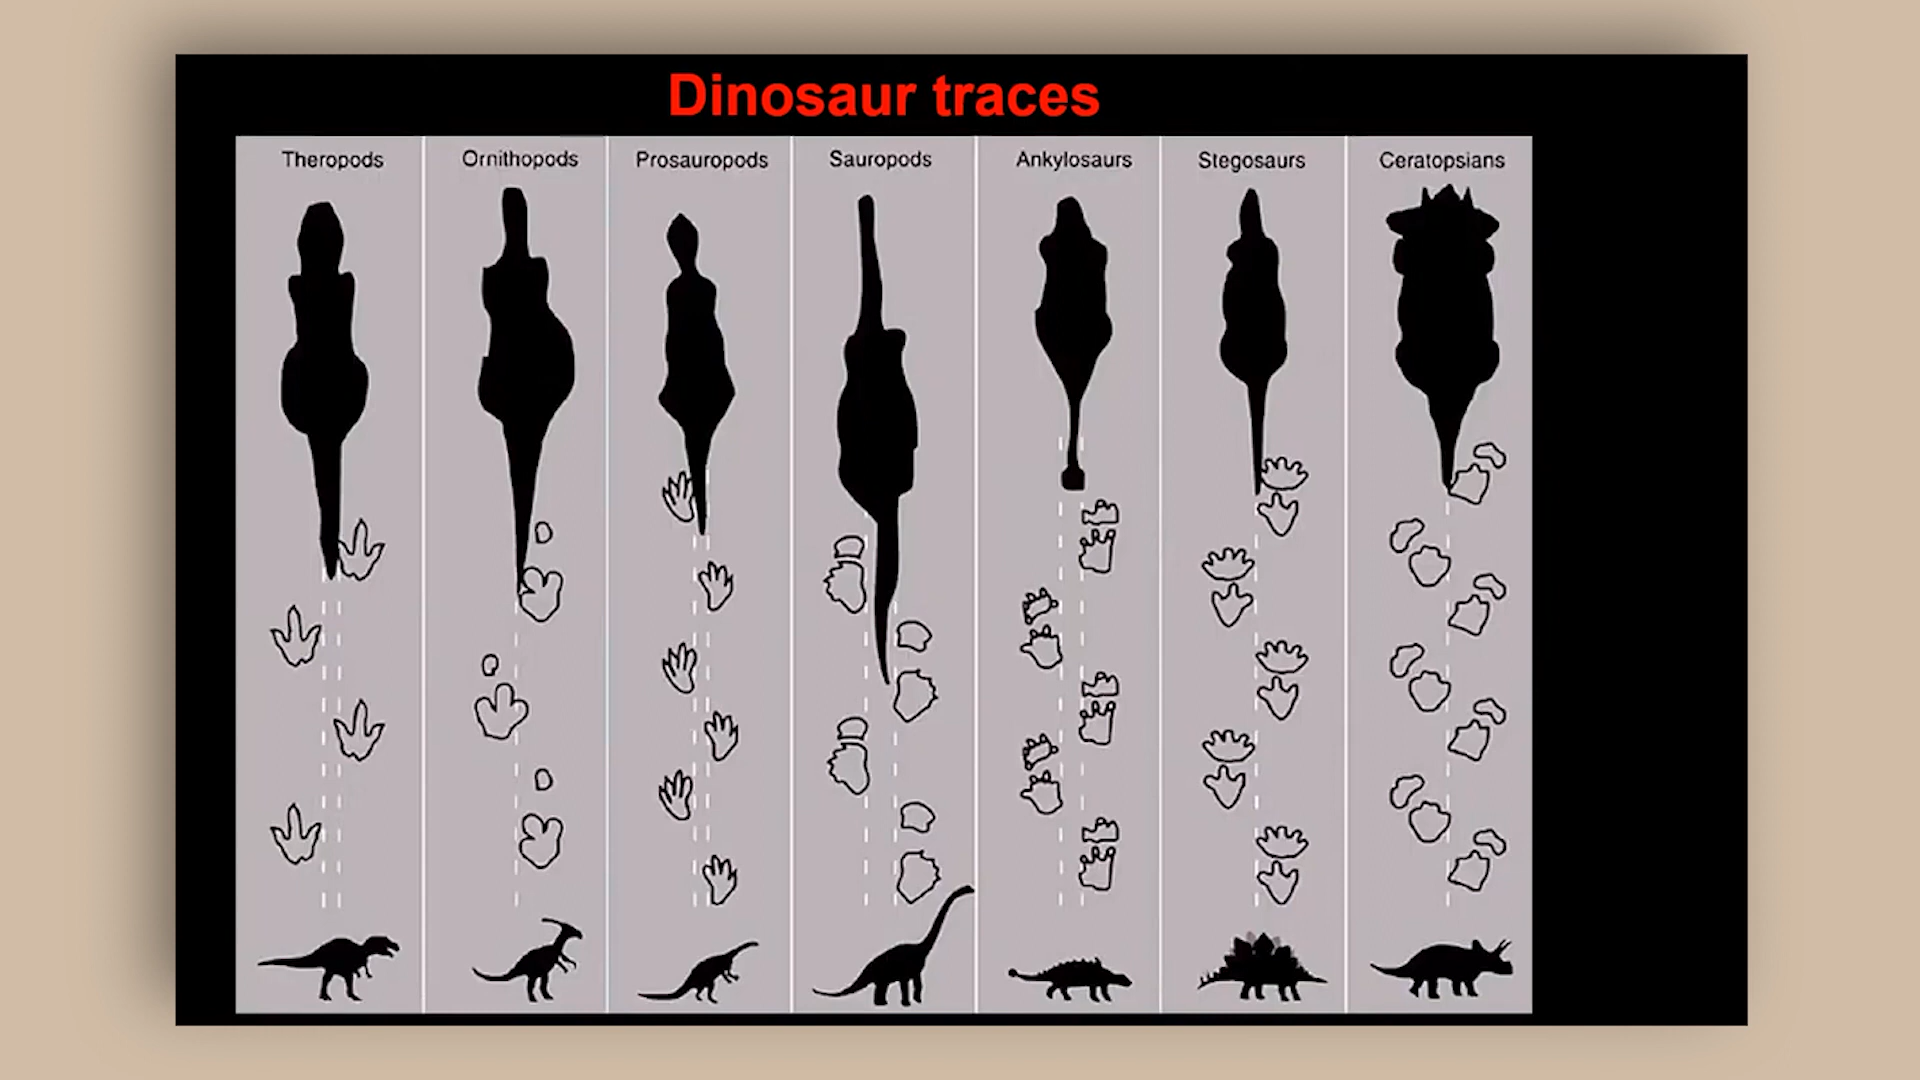 Dinosaur traces
Theropods
Ornithopods
Prosauropods
Sauropods
Ankylosaurs
Stegosaurs
Ceratopsians